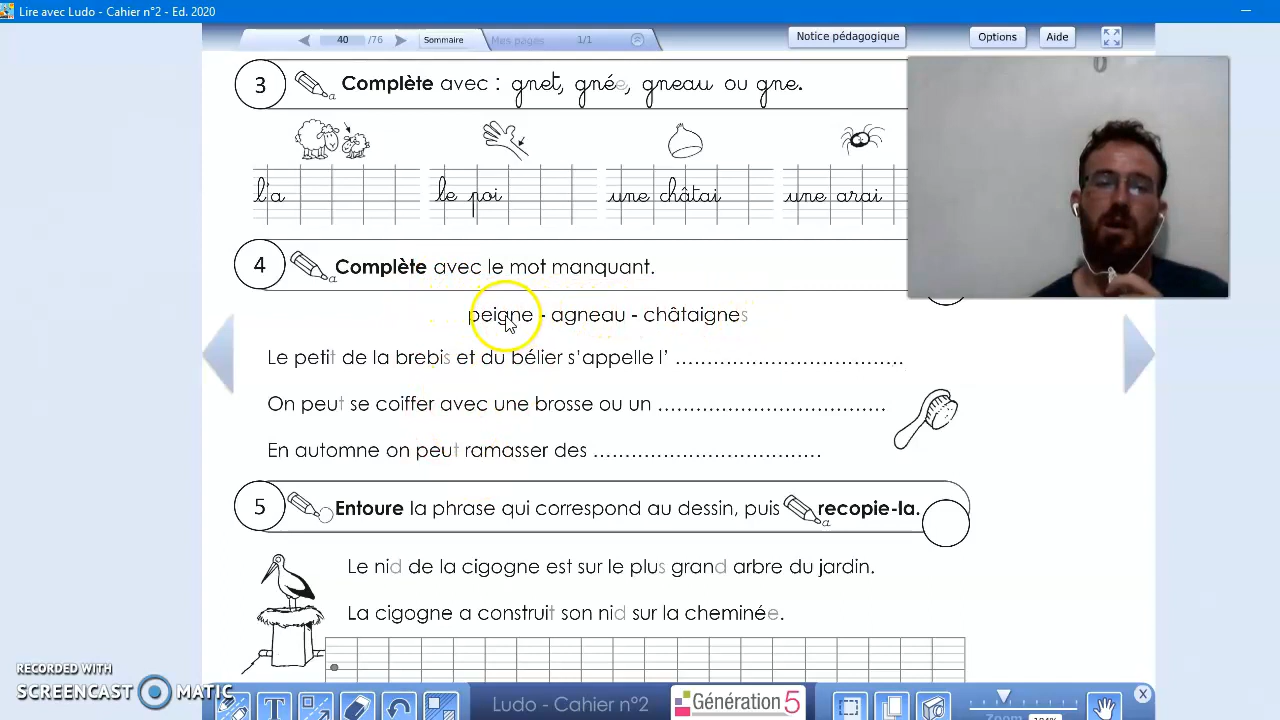 Lire avec Ludo - Cahier n°2 - Ed. 2020
40 /76 Sommaire Mes pages 1/1 Notice pédagogique Options Aide
3 Complète avec : gnet, gnée, gneau ou gne.
l'a le poi une châtai une arai
4 Complète avec le mot manquant.
peigne - agneau - châtaignes
Le petit de la brebis et du bélier s'appelle l' ....................................
On peut se coiffer avec une brosse ou un ....................................
En automne on peut ramasser des ....................................
5 Entoure la phrase qui correspond au dessin, puis recopie-la.
Le nid de la cigogne est sur le plus grand arbre du jardin.
La cigogne a construit son nid sur la cheminée.
RECORDED WITH
SCREENCAST MATIC
Ludo - Cahier n°2 Génération 5
Zoom 104%